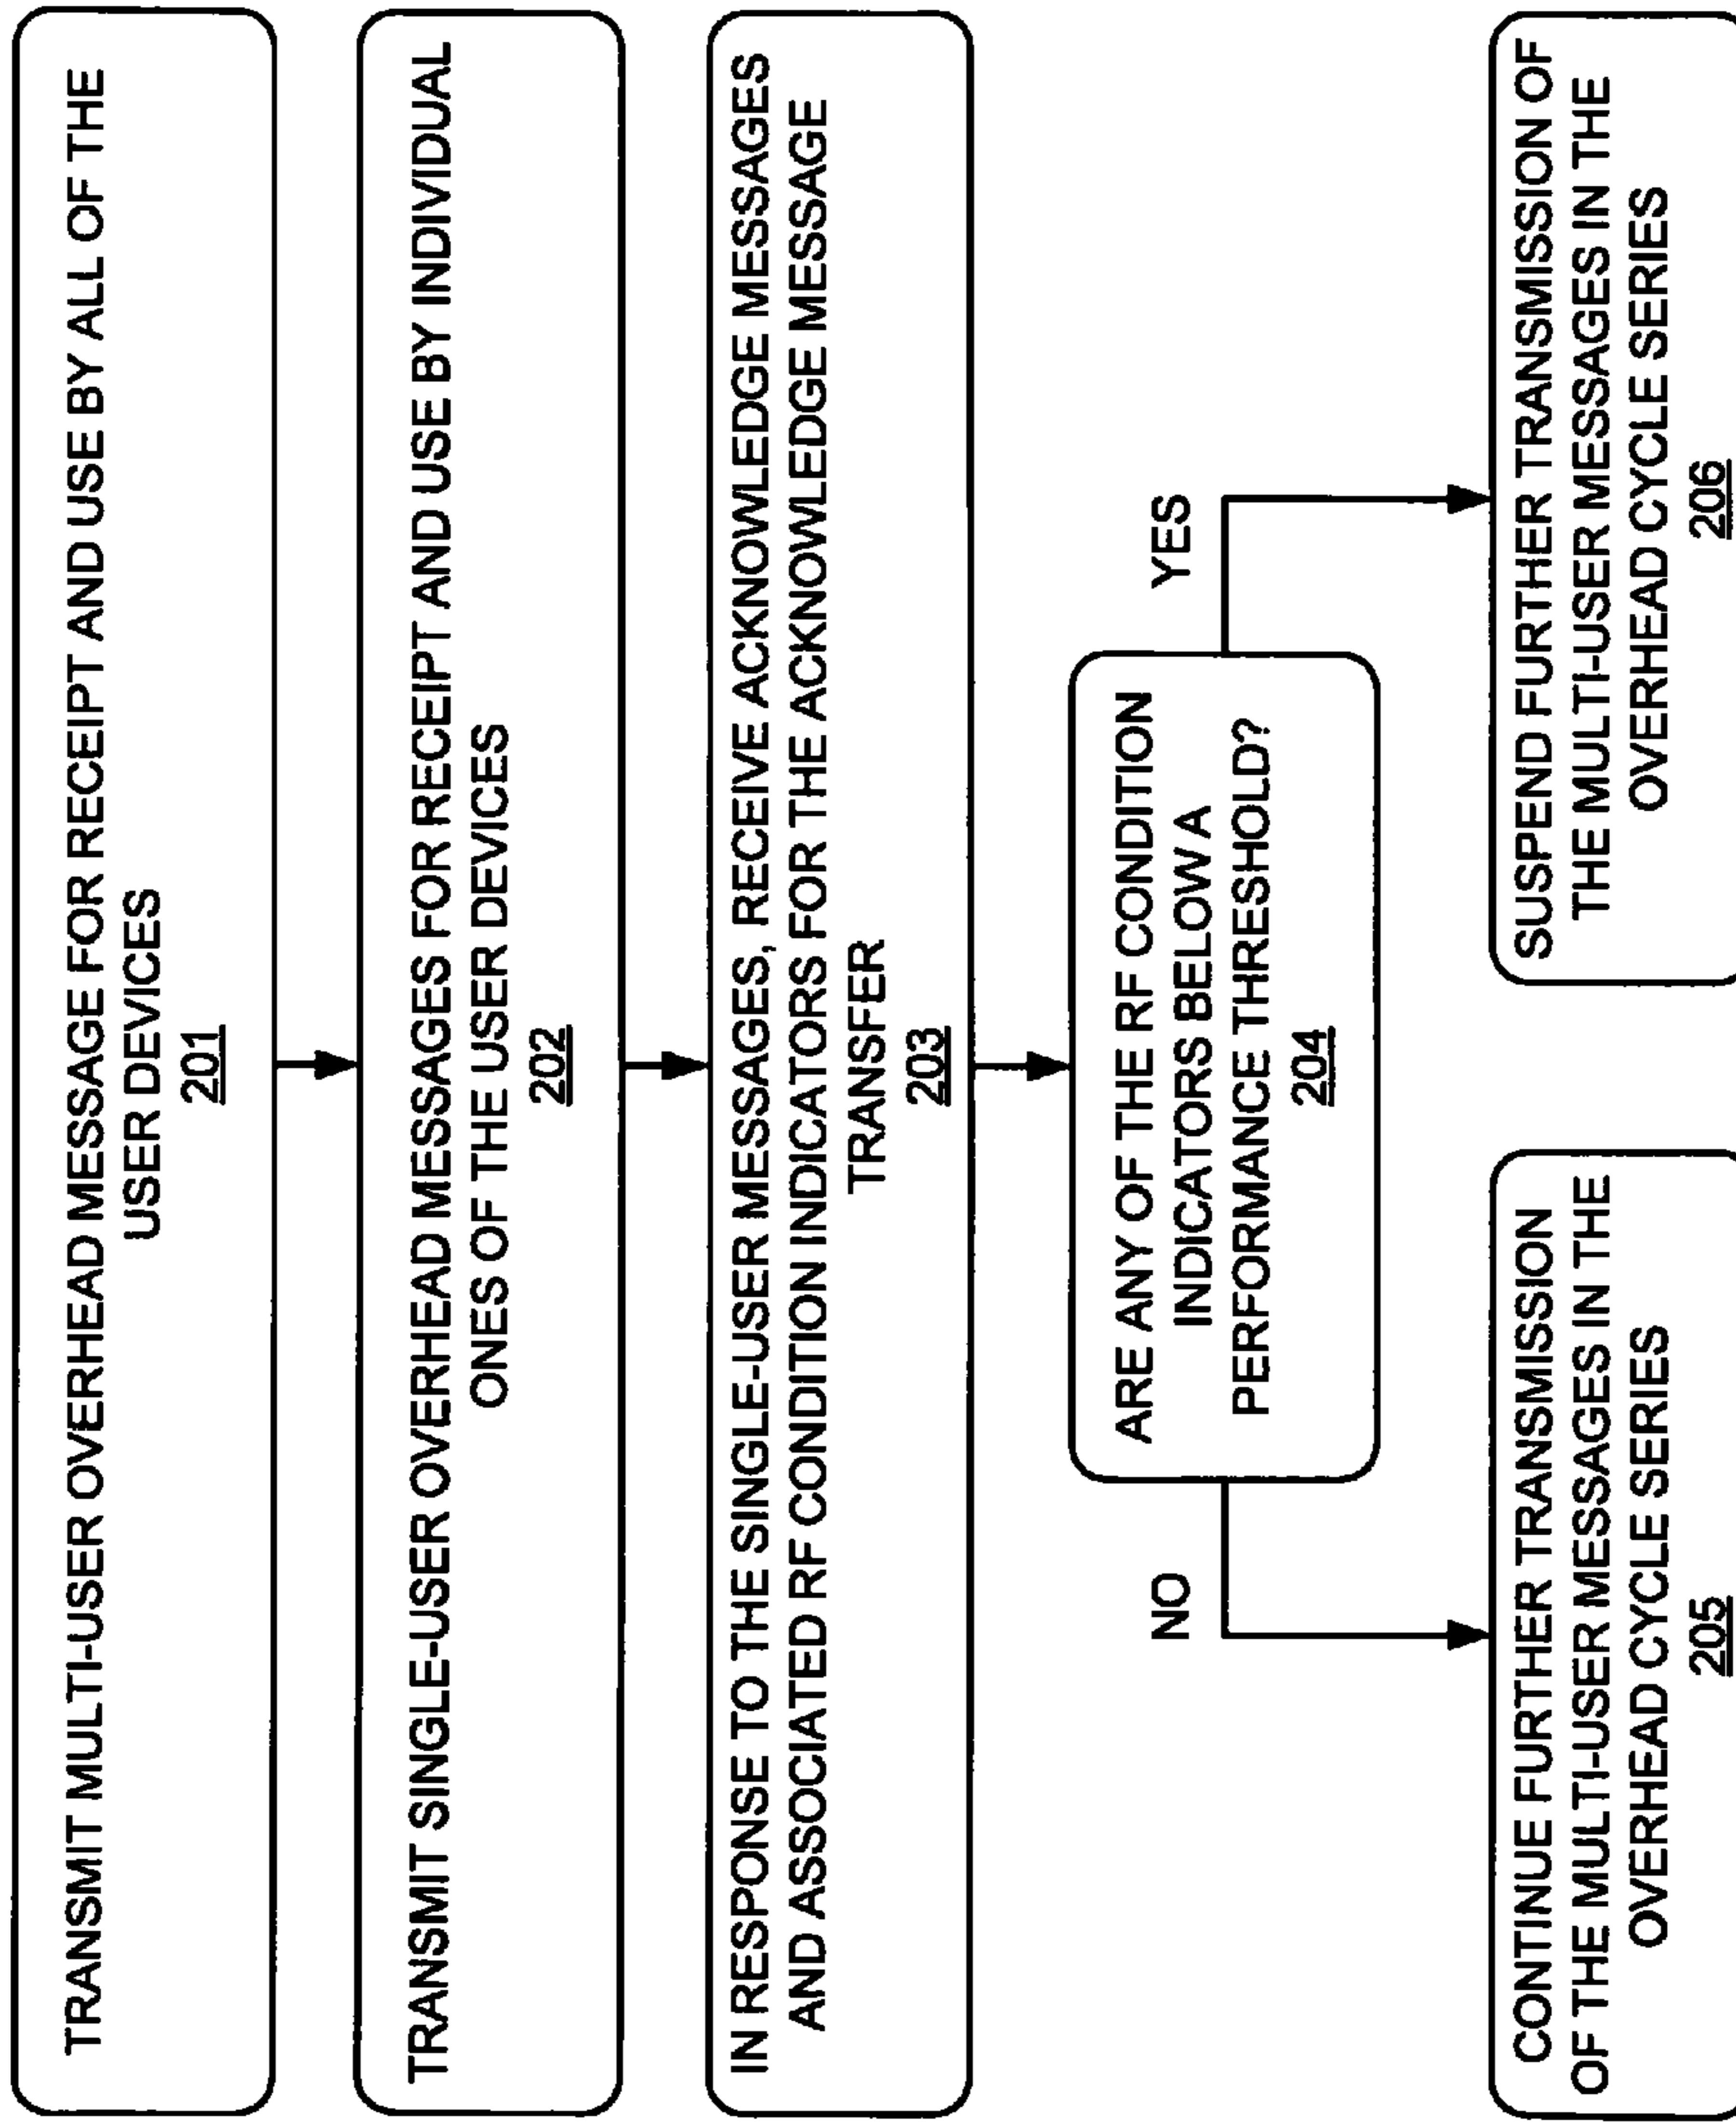 TRANSMIT MULTI-USER OVERHEAD MESSAGE FOR RECEIPT AND USE BY ALL OF THE
USER DEVICES
201
TRANSMIT SINGLE-USER OVERHEAD MESSAGES FOR RECEIPT AND USE BY INDIVIDUAL
ONES OF THE USER DEVICES
202
IN RESPONSE TO THE SINGLE-USER MESSAGES, RECEIVE ACKNOWLEDGE MESSAGES
AND ASSOCIATED RF CONDITION INDICATORS FOR THE ACKNOWLEDGE MESSAGE
TRANSFER
203
ARE ANY OF THE RF CONDITION
INDICATORS BELOW A
PERFORMANCE THRESHOLD?
204
NO
YES
CONTINUE FURTHER TRANSMISSION
OF THE MULTI-USER MESSAGES IN THE
OVERHEAD CYCLE SERIES
205
SUSPEND FURTHER TRANSMISSION OF
THE MULTI-USER MESSAGES IN THE
OVERHEAD CYCLE SERIES
206